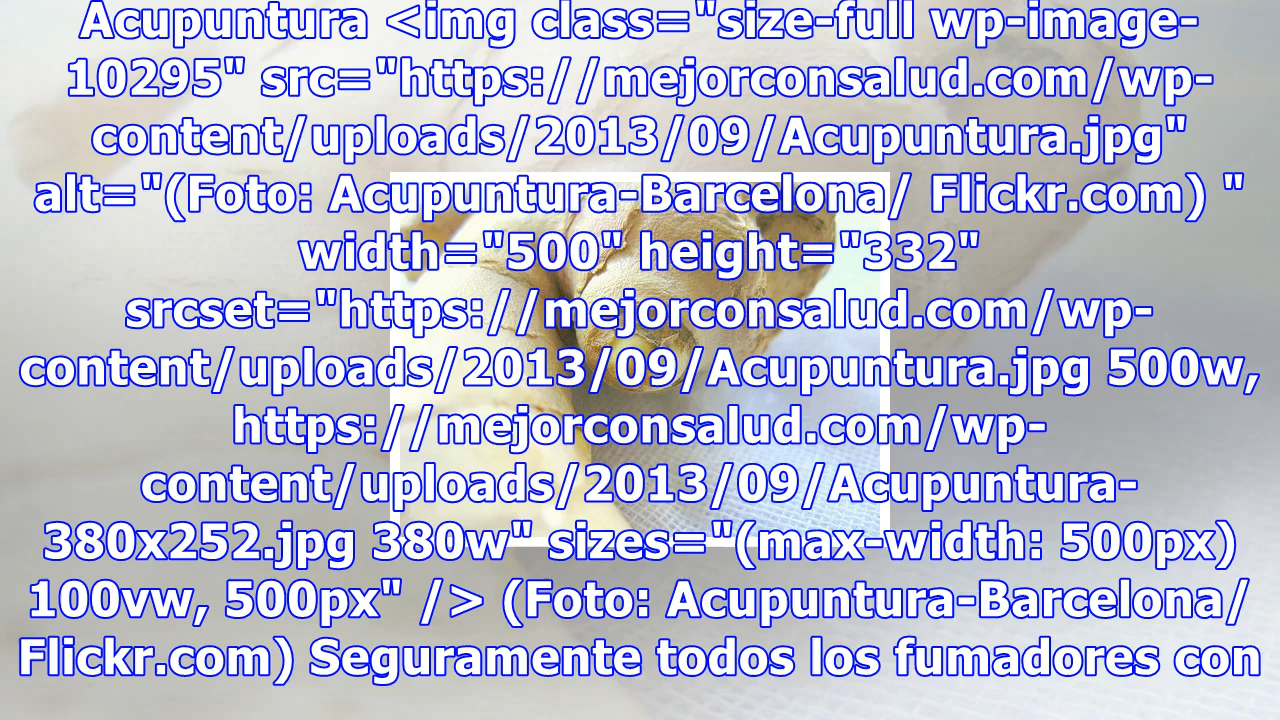 Acupuntura <img class="size-full wp-image-
10295" src="https://mejorconsalud.com/wp-
content/uploads/2013/09/Acupuntura.jpg"
alt="(Foto: Acupuntura-Barcelona/ Flickr.com) "
width="500" height="332"
srcset="https://mejorconsalud.com/wp-
content/uploads/2013/09/Acupuntura.jpg 500w,
https://mejorconsalud.com/wp-
content/uploads/2013/09/Acupuntura-
380x252.jpg 380w" sizes="(max-width: 500px)
100vw, 500px" /> (Foto: Acupuntura-Barcelona/
Flickr.com) Seguramente todos los fumadores con